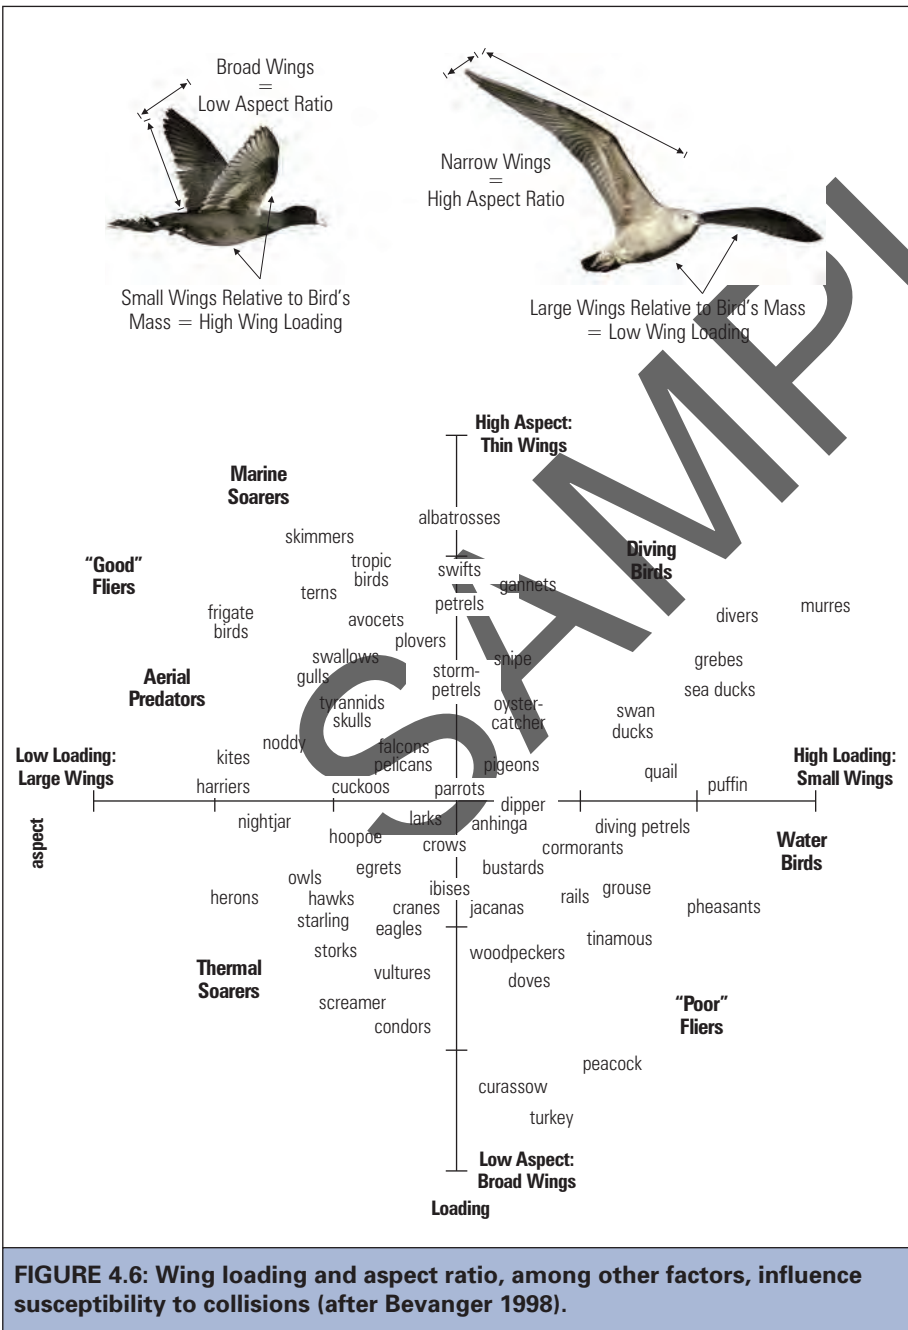 Broad Wings
=
Low Aspect Ratio
Narrow Wings
=
High Aspect Ratio
Small Wings Relative to Bird's
Mass = High Wing Loading
Large Wings Relative to Bird's Mass
= Low Wing Loading
SAMPL
High Aspect:
Thin Wings
Marine
Soarers
albatrosses
skimmers
Diving
Birds
"Good"
Fliers
tropic
birds
swifts
gannets
terns
petrels
frigate
birds
avocets
divers
murres
plovers
swallows
snipe
grebes
gulls
storm-
petrels
sea ducks
Aerial
Predators
tyrannids
skulls
oyster-
catcher
swan
ducks
noddy
falcons
pelicans
pigeons
kites
quail
Low Loading:
Large Wings
High Loading:
Small Wings
harriers
cuckoos
parrots
puffin
dipper
aspect
nightjar
larks
anhinga
diving petrels
hoopoe
crows
cormorants
Water
Birds
egrets
bustards
owls
ibises
grouse
herons
hawks
cranes
jacanas
rails
pheasants
starling
eagles
tinamous
storks
woodpeckers
Thermal
Soarers
vultures
doves
screamer
"Poor"
Fliers
condors
peacock
curassow
turkey
Low Aspect:
Broad Wings
Loading
FIGURE 4.6: Wing loading and aspect ratio, among other factors, influence
susceptibility to collisions (after Bevanger 1998).